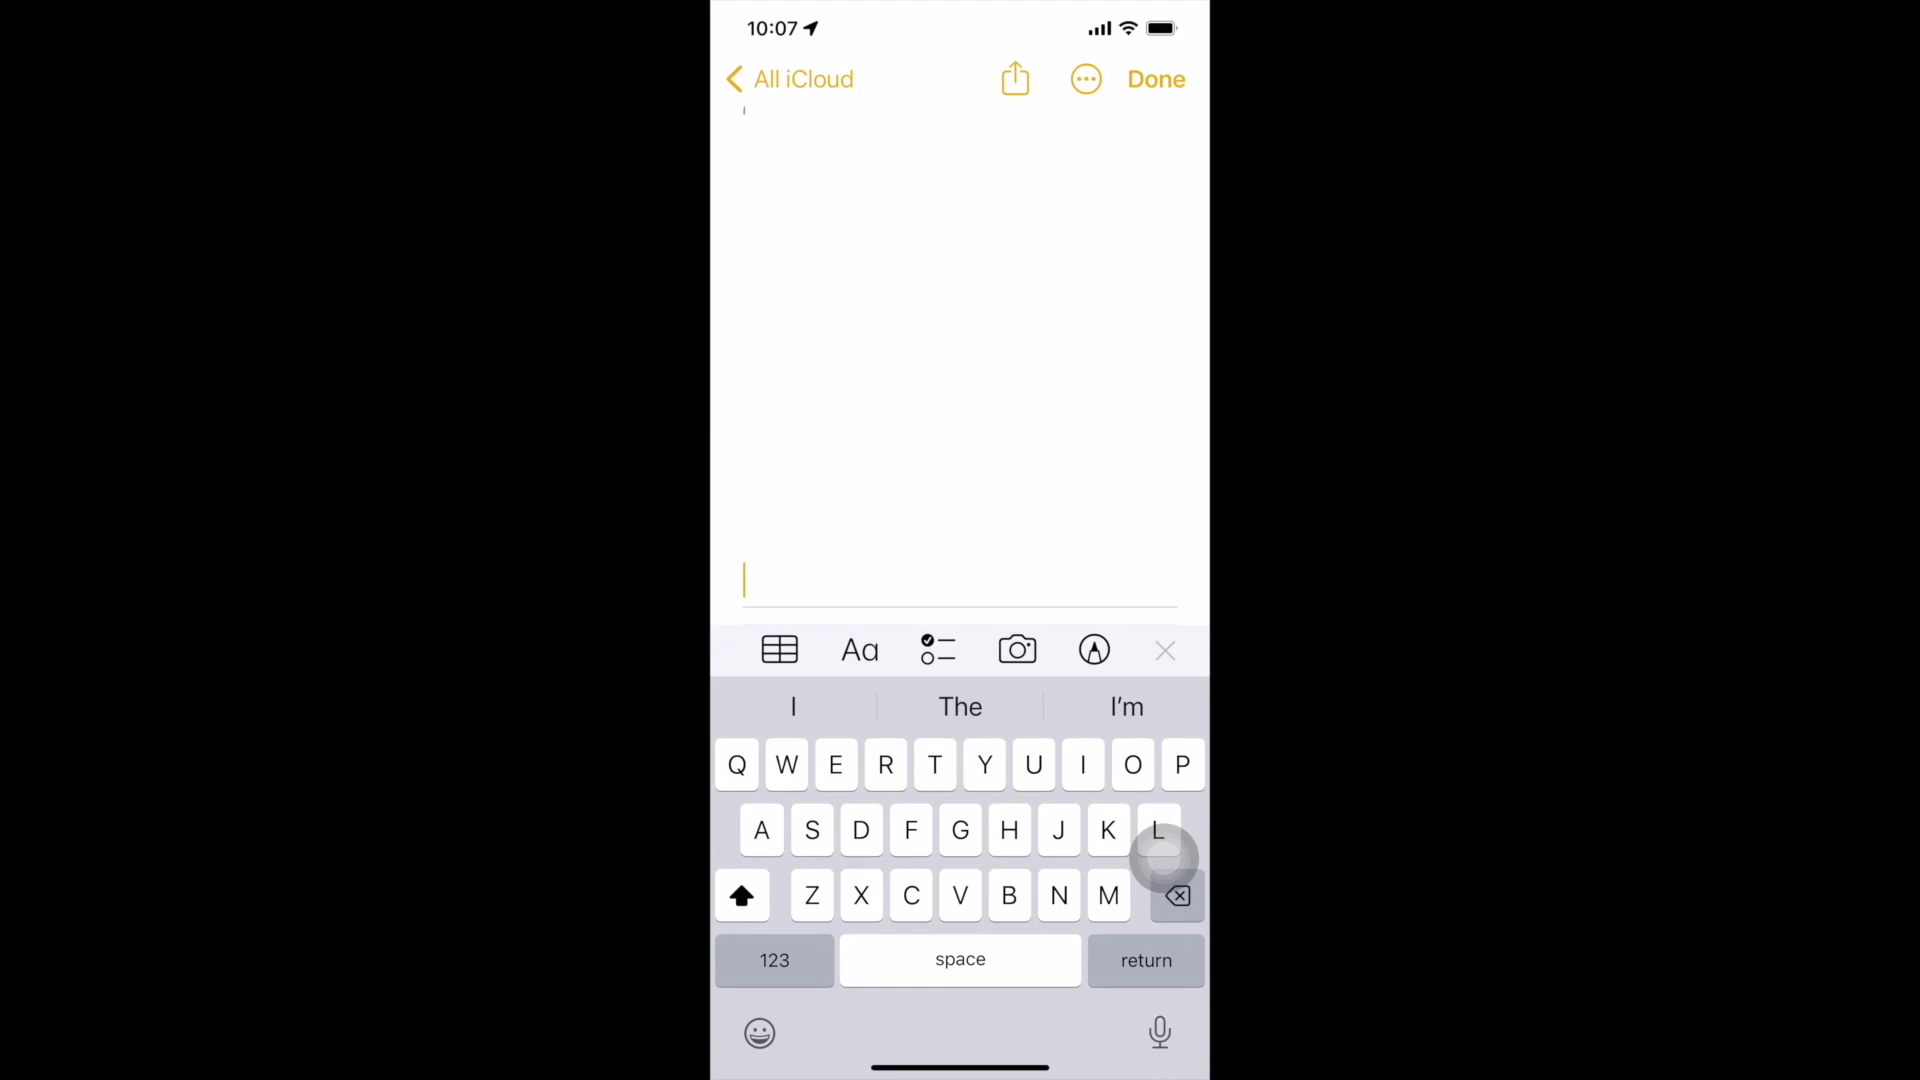 10:07
All iCloud
Done
Aa
I
The
I'm
Q W E R T Y U I O P
A S D F G H J K L
Z X C V B N M
123
space
return